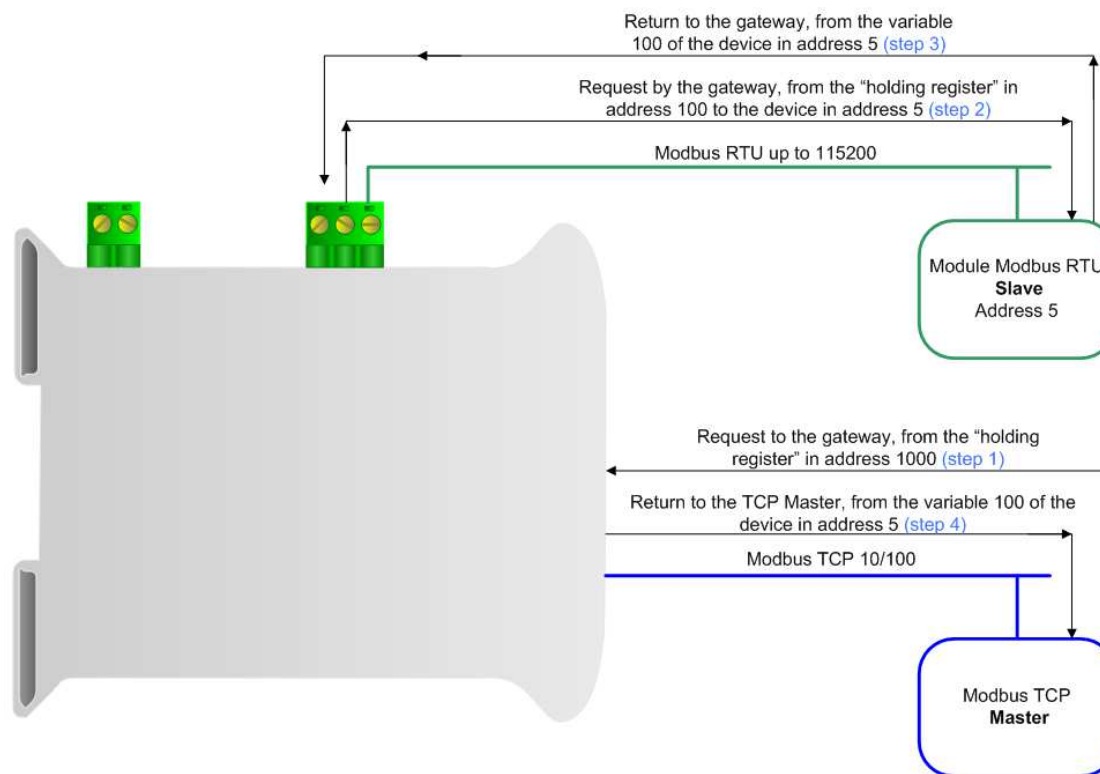 Return to the gateway, from the variable
100 of the device in address 5 (step 3)
Request by the gateway, from the “holding register” in
address 100 to the device in address 5 (step 2)
Modbus RTU up to 115200
Module Modbus RTU
Slave
Address 5
Request to the gateway, from the “holding
register” in address 1000 (step 1)
Return to the TCP Master, from the variable 100 of the
device in address 5 (step 4)
Modbus TCP 10/100
Modbus TCP
Master